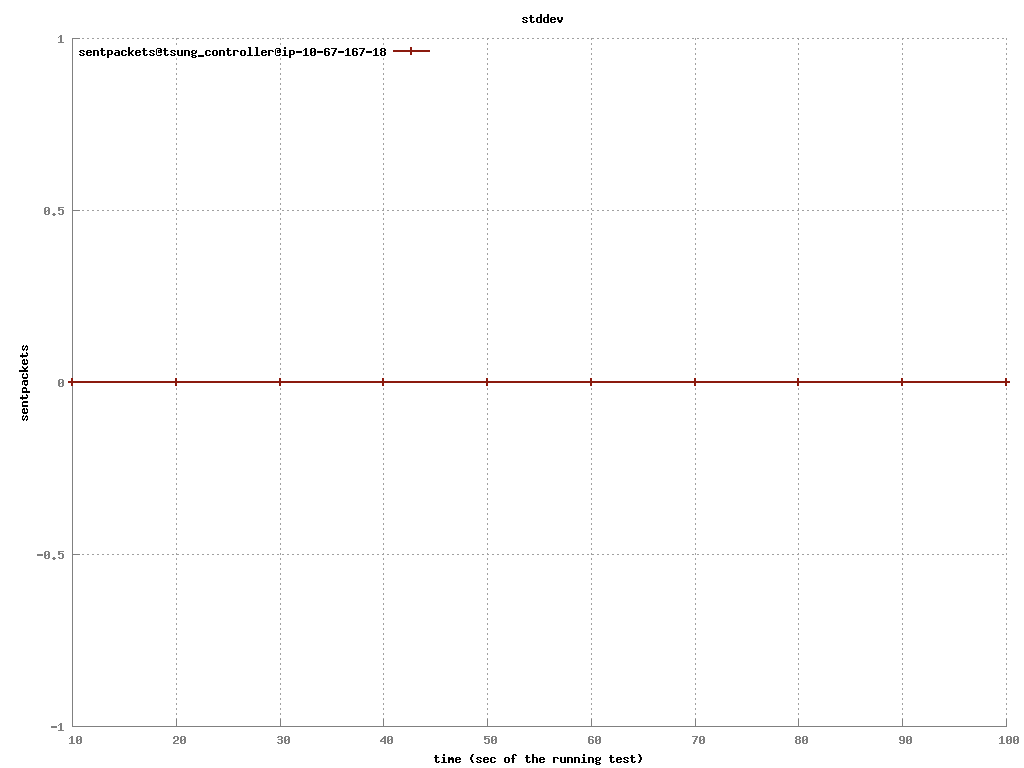 stddev
sentpackets@tsung_controller@ip-10-67-167-18
1
0.5
0
-0.5
-1
sentpackets
10 20 30 40 50 60 70 80 90 100
time (sec of the running test)